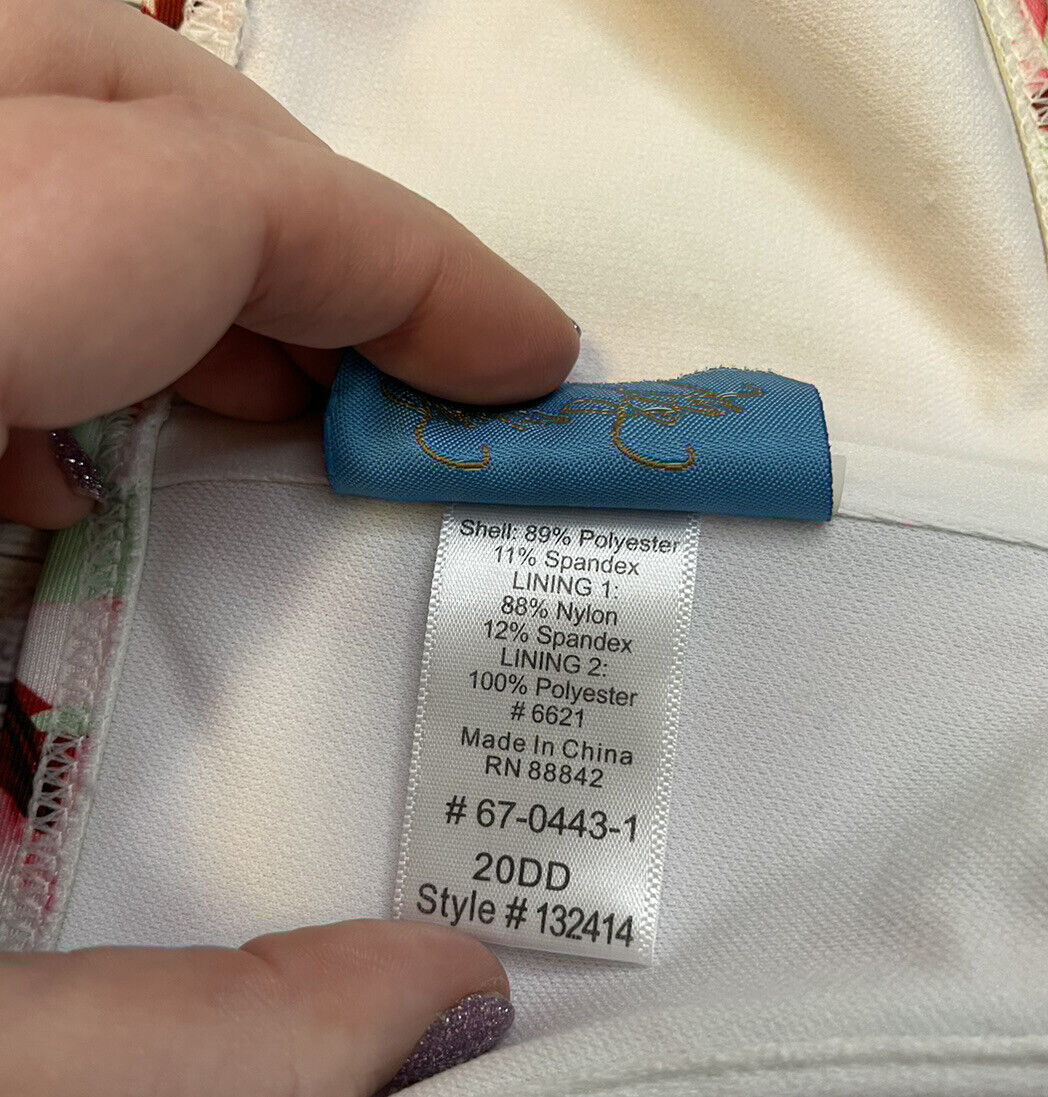 Shell: 89% Polyester
11% Spandex
LINING 1:
88% Nylon
12% Spandex
LINING 2:
100% Polyester
# 6621
Made In China
RN 88842
# 67-0443-1
20DD
Style # 132414